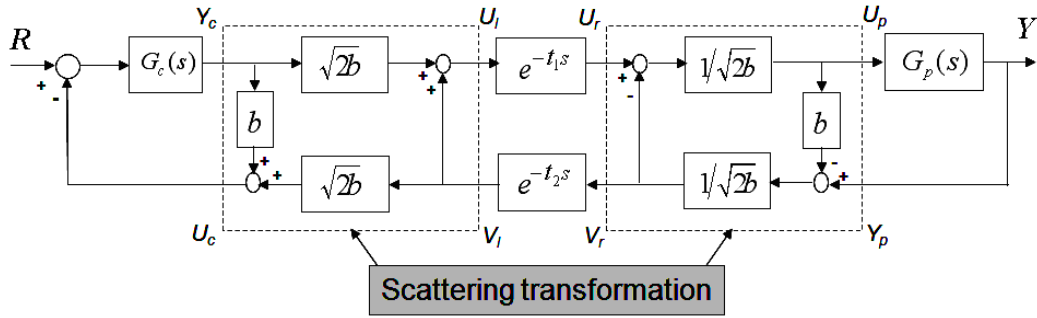 Y_c U_l U_r U_p
R Y
+ -
G_c(s) √2b + + e^{-t_1 s} + - 1/√2b G_p(s)
b b
+ + - +
√2b e^{-t_2 s} 1/√2b
U_c V_l V_r Y_p
Scattering transformation